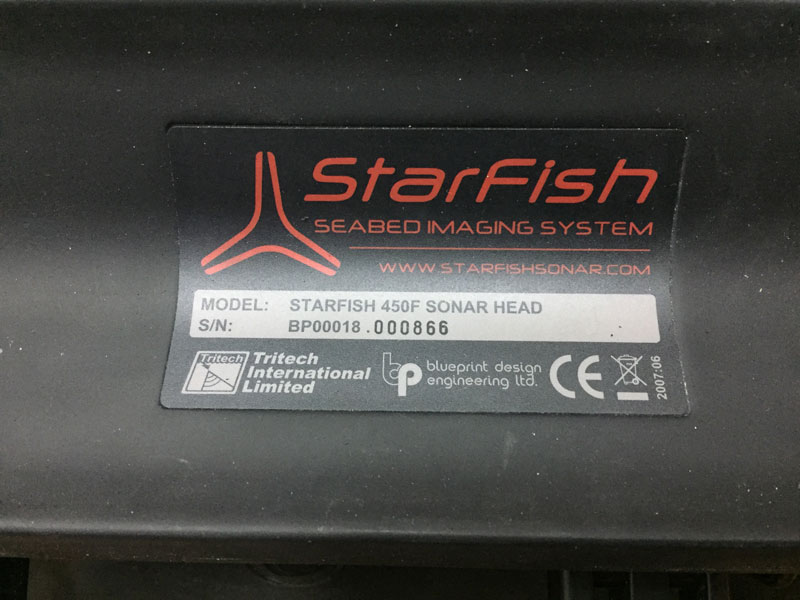 StarFish
SEABED IMAGING SYSTEM
WWW.STARFISHSONAR.COM
MODEL: STARFISH 450F SONAR HEAD
S/N: BP00018.000866
Tritech
Tritech
International
Limited
bp
blueprint design
engineering ltd.
CE
2007:06